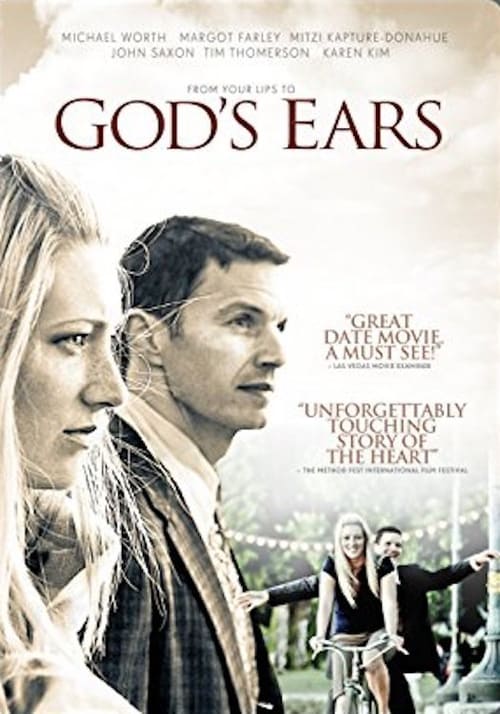 MICHAEL WORTH MARGOT FARLEY MITZI KAPTURE-DONAHUE
JOHN SAXON TIM THOMERSON KAREN KIM
FROM YOUR LIPS TO
GOD'S EARS
"GREAT
DATE MOVIE,
A MUST SEE!"
- LAS VEGAS MOVIE EXAMINER
"UNFORGETTABLY
TOUCHING
STORY OF
THE HEART"
- THE METHOD FEST INTERNATIONAL FILM FESTIVAL